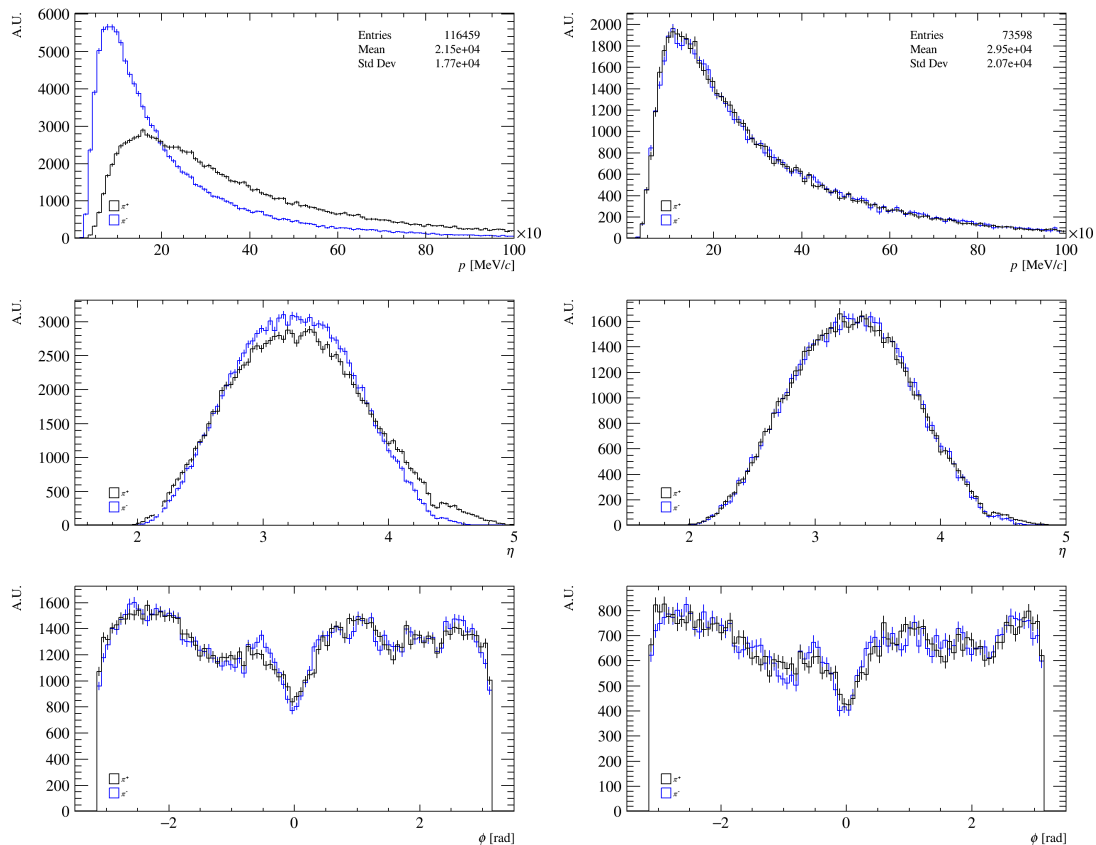 A.U.
6000
5000
4000
3000
2000
1000
0
Entries 116459
Mean 2.15e+04
Std Dev 1.77e+04
π⁺
π⁻
20 40 60 80 100 ×10
p [MeV/c]
A.U.
2000
1800
1600
1400
1200
1000
800
600
400
200
0
Entries 73598
Mean 2.95e+04
Std Dev 2.07e+04
π⁺
π⁻
20 40 60 80 100 ×10
p [MeV/c]
A.U.
3000
2500
2000
1500
1000
500
0
π⁺
π⁻
2 3 4 5
η
A.U.
1600
1400
1200
1000
800
600
400
200
0
π⁺
π⁻
2 3 4 5
η
A.U.
1600
1400
1200
1000
800
600
400
200
0
π⁺
π⁻
−2 0 2
ϕ [rad]
A.U.
800
700
600
500
400
300
200
100
0
π⁺
π⁻
−2 0 2
ϕ [rad]